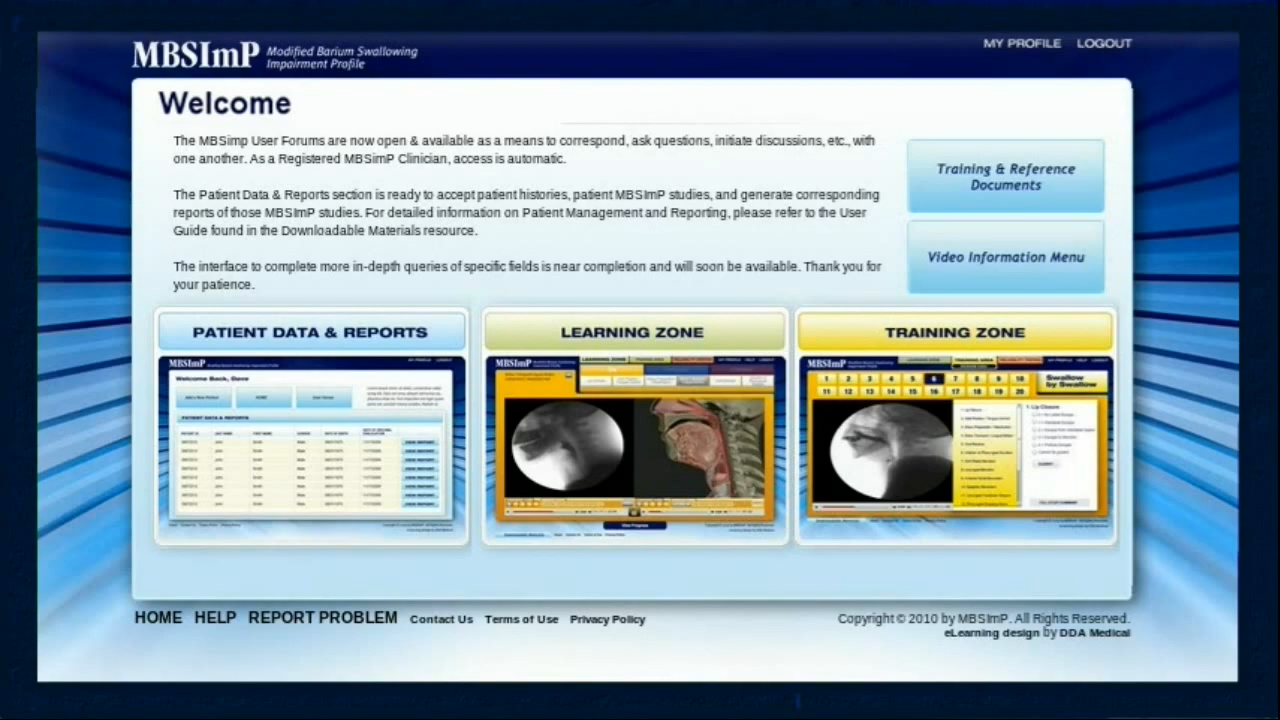 MBSImP Modified Barium Swallowing
Impairment Profile
MY PROFILE LOGOUT
Welcome
The MBSimp User Forums are now open & available as a means to correspond, ask questions, initiate discussions, etc., with
one another. As a Registered MBSimP Clinician, access is automatic.
The Patient Data & Reports section is ready to accept patient histories, patient MBSImP studies, and generate corresponding
reports of those MBSImP studies. For detailed information on Patient Management and Reporting, please refer to the User
Guide found in the Downloadable Materials resource.
The interface to complete more in-depth queries of specific fields is near completion and will soon be available. Thank you for
your patience.
Training & Reference
Documents
Video Information Menu
PATIENT DATA & REPORTS
MBSImP
Welcome Back, Dave
PATIENT DATA & REPORTS
LEARNING ZONE
MBSImP
TRAINING ZONE
MBSImP
1 2 3 4 5 6 7 8 9 10
11 12 13 14 15 16 17 18 19 20
Swallow
by Swallow
1. Lip Closure
HOME HELP REPORT PROBLEM Contact Us Terms of Use Privacy Policy
Copyright © 2010 by MBSImP. All Rights Reserved.
eLearning design by DDA Medical